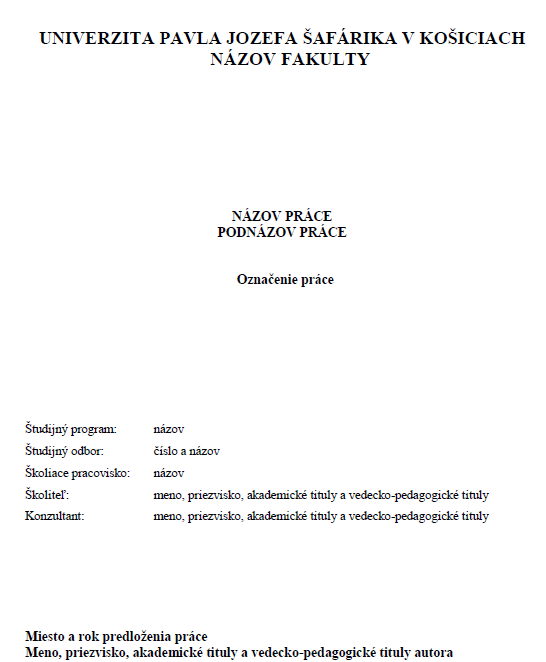 UNIVERZITA PAVLA JOZEFA ŠAFÁRIKA V KOŠICIACH
NÁZOV FAKULTY
NÁZOV PRÁCE
PODNÁZOV PRÁCE
Označenie práce
Študijný program: názov
Študijný odbor: číslo a názov
Školiace pracovisko: názov
Školiteľ: meno, priezvisko, akademické tituly a vedecko-pedagogické tituly
Konzultant: meno, priezvisko, akademické tituly a vedecko-pedagogické tituly
Miesto a rok predloženia práce
Meno, priezvisko, akademické tituly a vedecko-pedagogické tituly autora